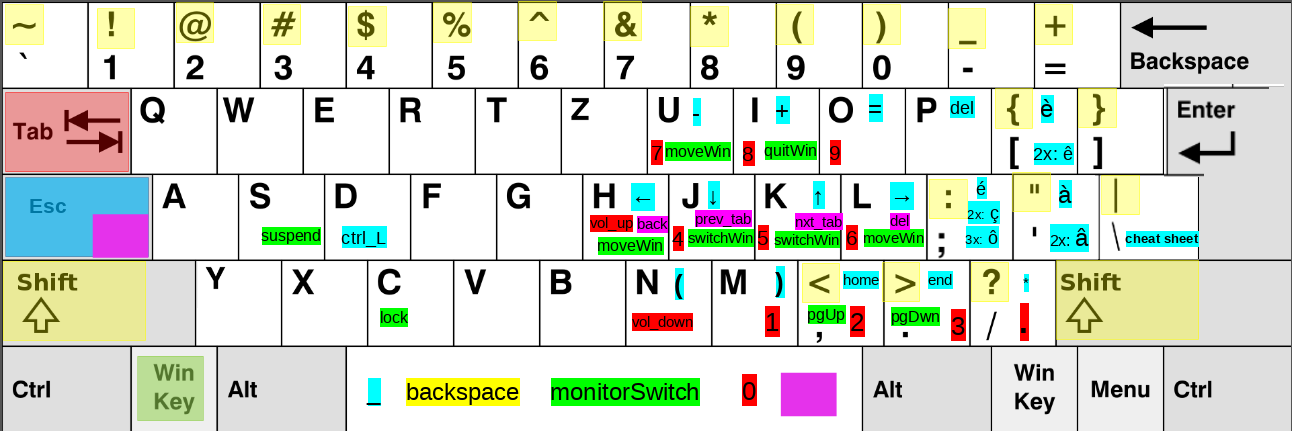 ~ ! @ # $ % ^ & * ( ) _ +
` 1 2 3 4 5 6 7 8 9 0 - = Backspace
Tab Q W E R T Z U - I + O = P del { è } Enter
7 moveWin 8 quitWin 9 [ 2x: ê ]
Esc A S D F G H ← J ↓ K ↑ L → : é " à |
suspend ctrl_L vol_up back prev_tab nxt_tab del 2x: ç
moveWin 4 switchWin 5 switchWin 6 moveWin ; 3x: ô ' 2x: â \ cheat sheet
Shift Y X C V B N ( M ) < home > end ? * Shift
lock vol_down 1 pgUp , 2 pgDwn . 3 / .
Ctrl Win Key Alt _ backspace monitorSwitch 0 Alt Win Key Menu Ctrl